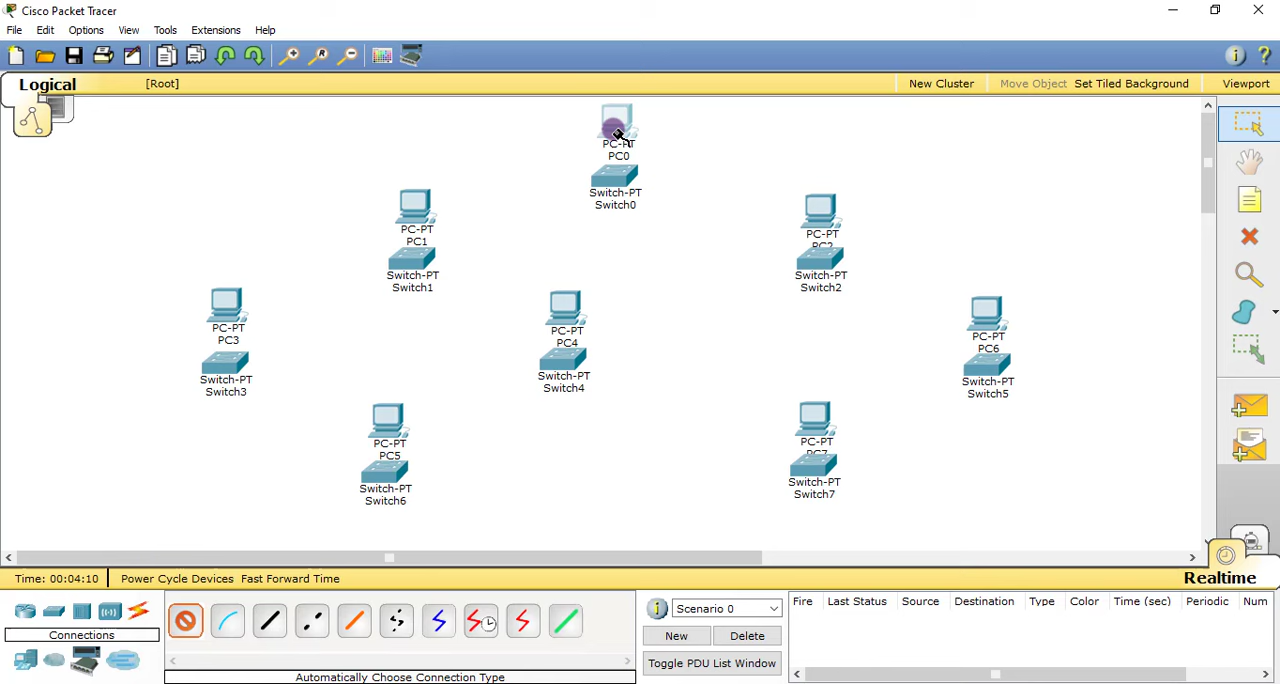 Cisco Packet Tracer
File Edit Options View Tools Extensions Help
Logical [Root] New Cluster Move Object Set Tiled Background Viewport
PC-PT
PC0
Switch-PT
Switch0
PC-PT
PC1
Switch-PT
Switch1
PC-PT
PC2
Switch-PT
Switch2
PC-PT
PC3
Switch-PT
Switch3
PC-PT
PC4
Switch-PT
Switch4
PC-PT
PC6
Switch-PT
Switch5
PC-PT
PC5
Switch-PT
Switch6
PC-PT
PC7
Switch-PT
Switch7
Time: 00:04:10 Power Cycle Devices Fast Forward Time Realtime
Connections
Automatically Choose Connection Type
Scenario 0
New Delete
Toggle PDU List Window
Fire Last Status Source Destination Type Color Time (sec) Periodic Num